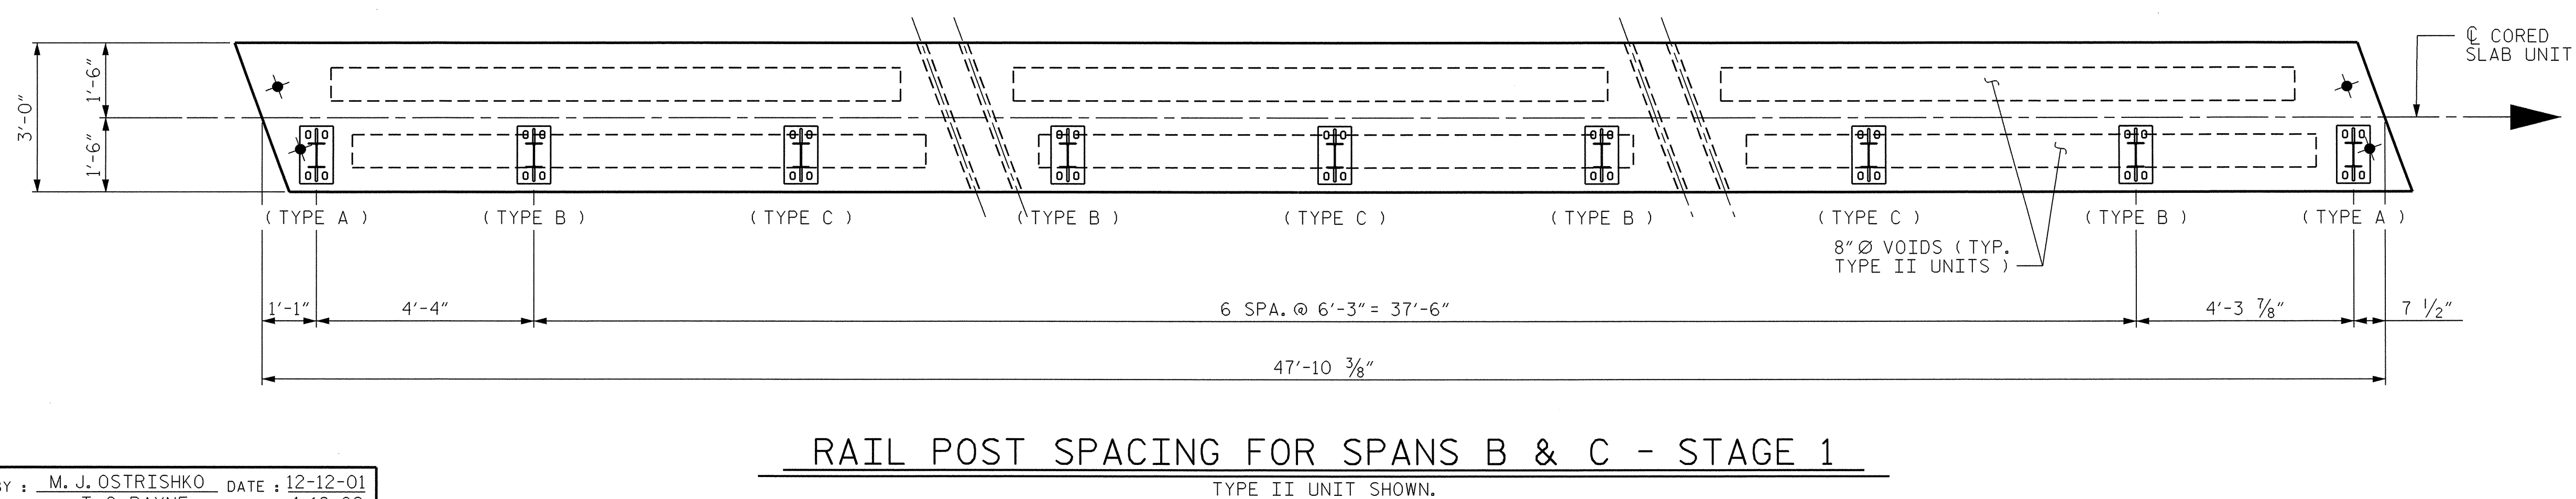 ℄ CORED
SLAB UNIT
3'-0"
1'-6"
1'-6"
( TYPE A ) ( TYPE B ) ( TYPE C ) ( TYPE B ) ( TYPE C ) ( TYPE B ) ( TYPE C ) ( TYPE B ) ( TYPE A )
8"Ø VOIDS ( TYP.
TYPE II UNITS )
1'-1" 4'-4" 6 SPA. @ 6'-3" = 37'-6" 4'-3 7/8" 7 1/2"
47'-10 3/8"
RAIL POST SPACING FOR SPANS B & C - STAGE 1
TYPE II UNIT SHOWN.
BY : M. J. OSTRISHKO DATE : 12-12-01